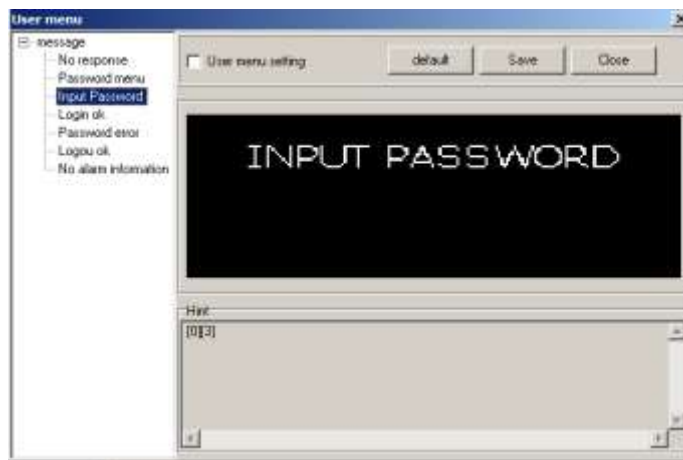 User menu
message
No response
Password menu
Input Password
Login ok
Password error
Logou ok
No alarm information
User menu setting
default
Save
Close
INPUT PASSWORD
Hint
[0][3]